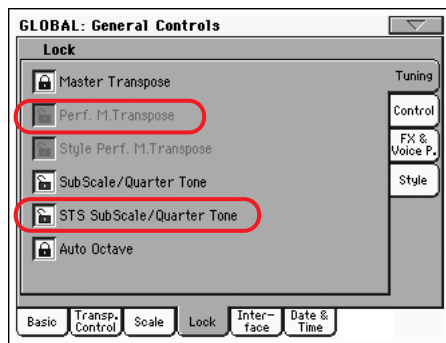 GLOBAL: General Controls
Lock
Master Transpose
Perf. M.Transpose
Style Perf. M.Transpose
SubScale/Quarter Tone
STS SubScale/Quarter Tone
Auto Octave
Tuning
Control
FX &
Voice P.
Style
Basic
Transp.
Control
Scale
Lock
Inter-
face
Date &
Time